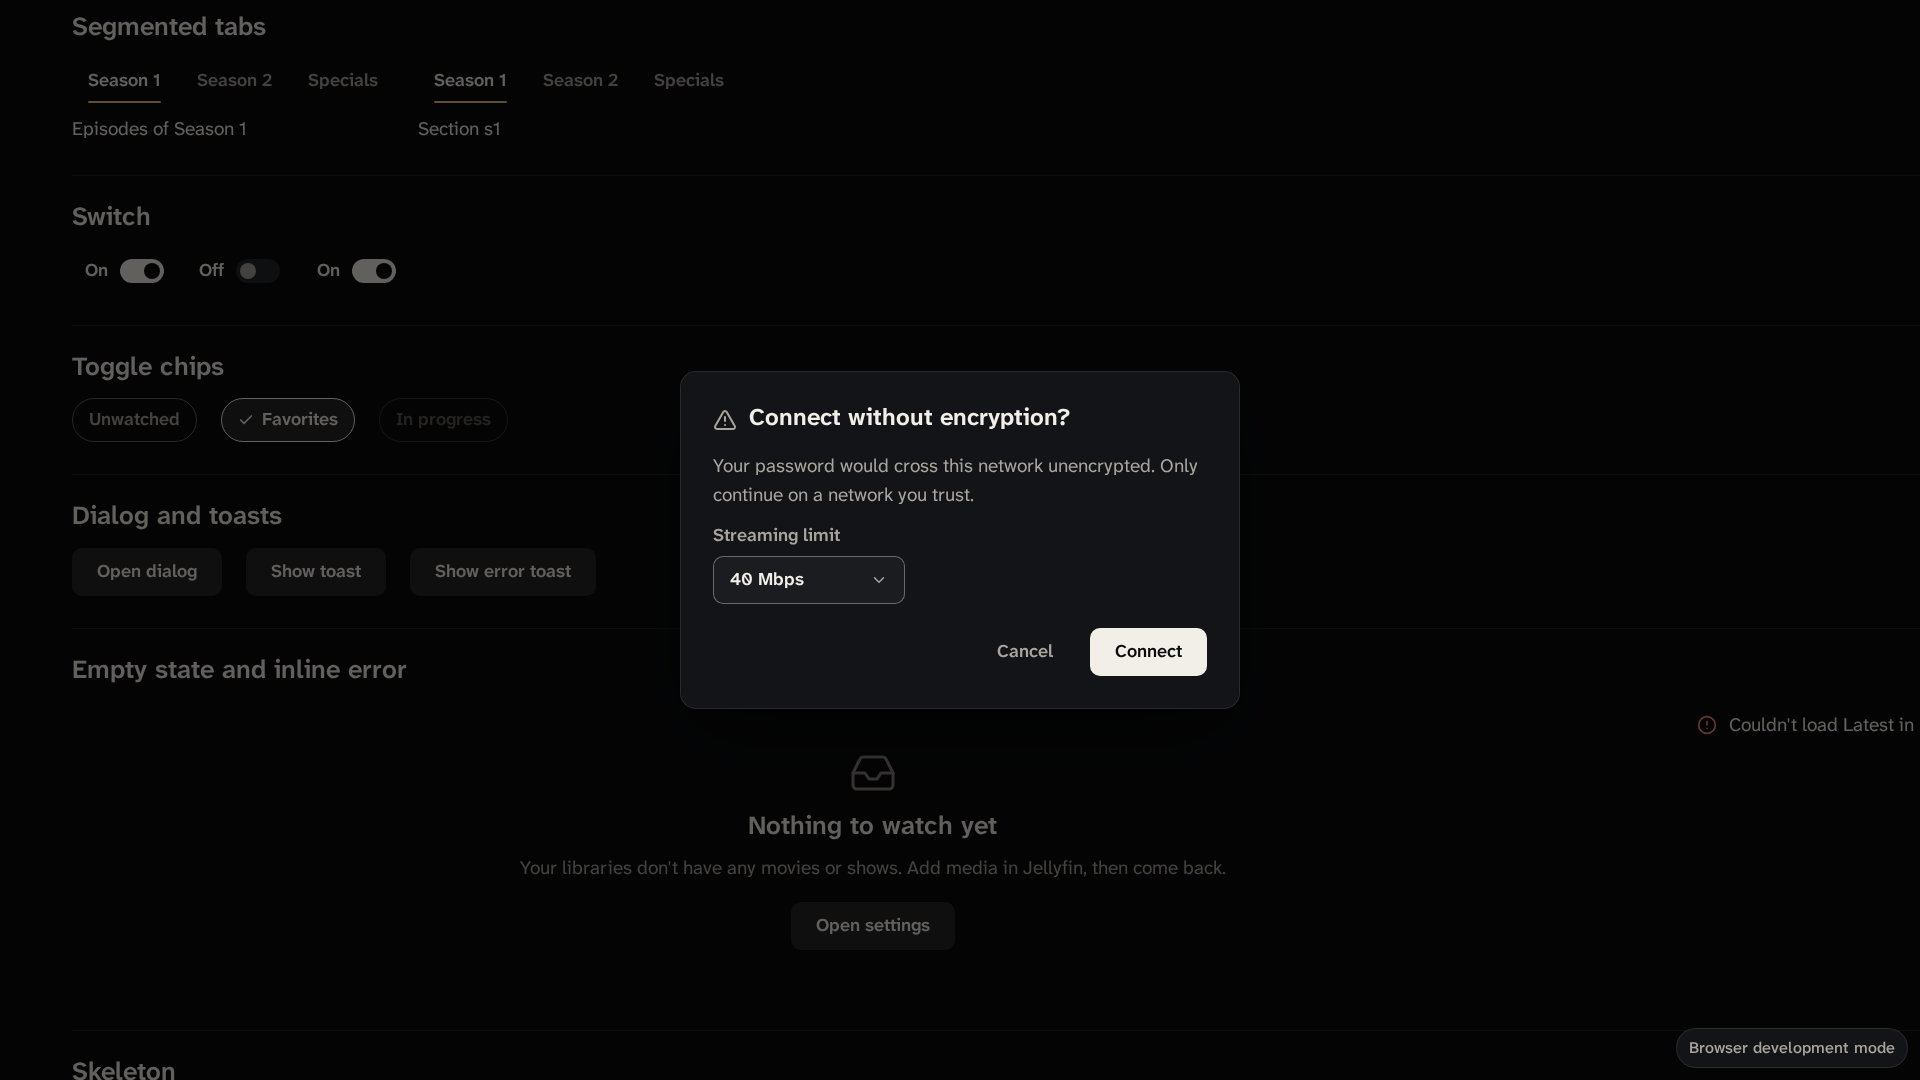 Segmented tabs
Season 1 Season 2 Specials Season 1 Season 2 Specials
Episodes of Season 1 Section s1
Switch
On Off On
Toggle chips
Unwatched Favorites In progress
Connect without encryption?
Your password would cross this network unencrypted. Only
continue on a network you trust.
Streaming limit
40 Mbps
Cancel Connect
Dialog and toasts
Open dialog Show toast Show error toast
Empty state and inline error
Couldn't load Latest in
Nothing to watch yet
Your libraries don't have any movies or shows. Add media in Jellyfin, then come back.
Open settings
Browser development mode
Skeleton